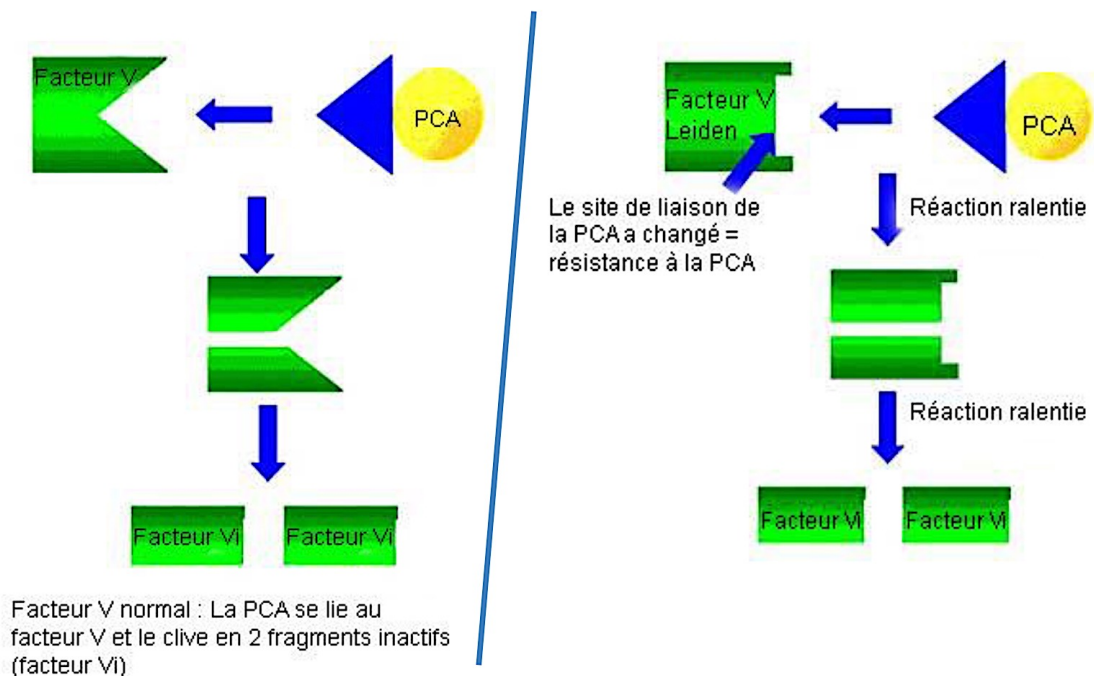 Facteur V
PCA
Facteur Vi
Facteur Vi
Facteur V normal : La PCA se lie au
facteur V et le clive en 2 fragments inactifs
(facteur Vi)
Facteur V
Leiden
PCA
Le site de liaison de
la PCA a changé =
résistance à la PCA
Réaction ralentie
Réaction ralentie
Facteur Vi
Facteur Vi